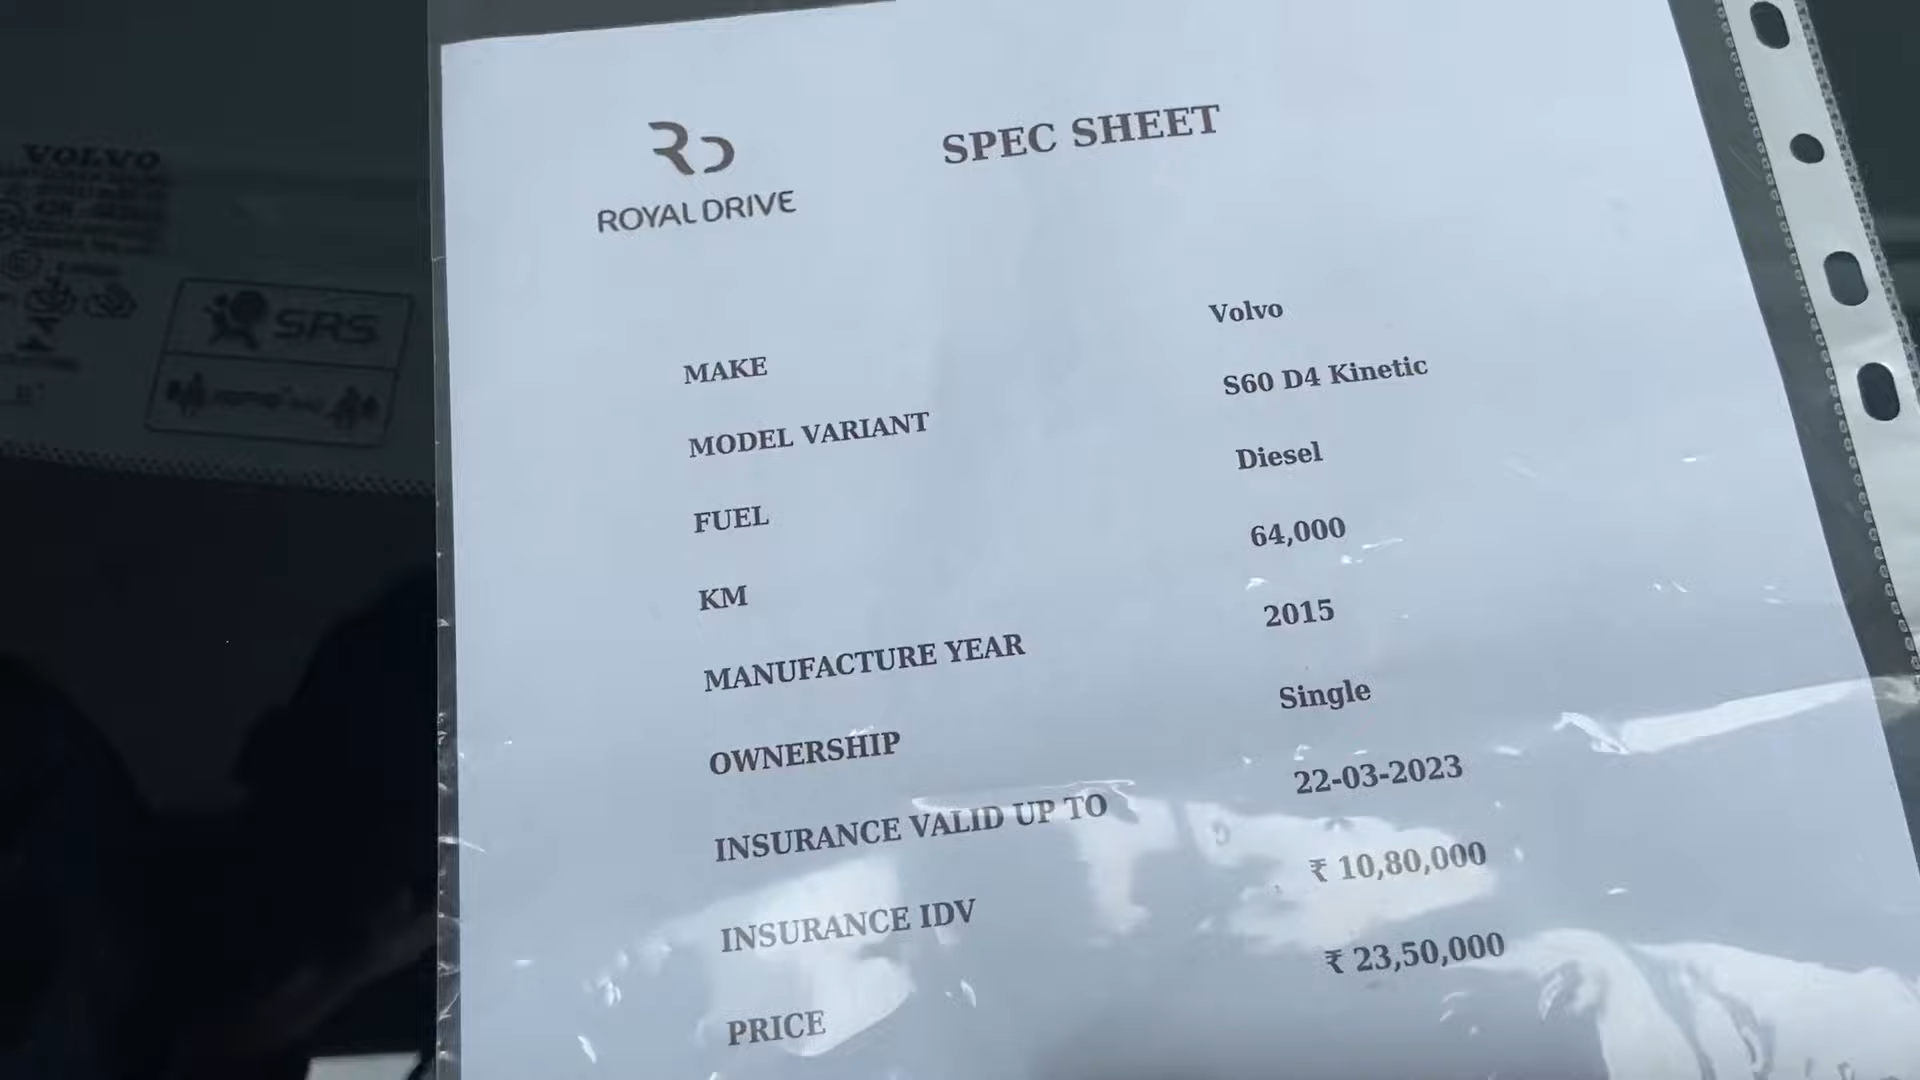 VOLVO
SRS
RD
ROYAL DRIVE
SPEC SHEET
MAKE Volvo
MODEL VARIANT S60 D4 Kinetic
FUEL Diesel
KM 64,000
MANUFACTURE YEAR 2015
OWNERSHIP Single
INSURANCE VALID UP TO 22-03-2023
INSURANCE IDV ₹ 10,80,000
PRICE ₹ 23,50,000